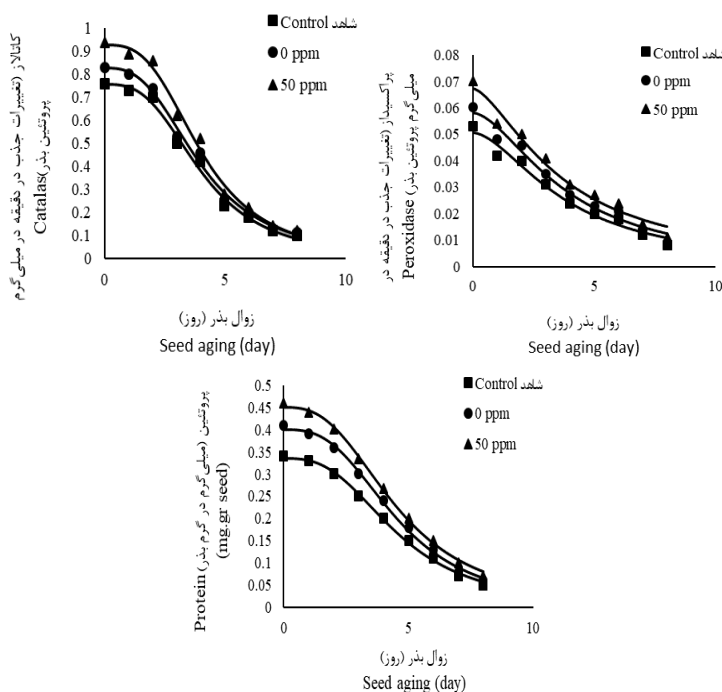 Control شاهد
0 ppm
50 ppm
کاتالاز (تغییرات جذب در دقیقه در میلی‌گرم
پروتئین بذر)Catalas
1
0.9
0.8
0.7
0.6
0.5
0.4
0.3
0.2
0.1
0
0
5
10
زوال بذر (روز)
Seed aging (day)
Control شاهد
0 ppm
50 ppm
پراکسیداز (تغییرات جذب در دقیقه در
میلی‌گرم پروتئین بذر) Peroxidase
0.08
0.07
0.06
0.05
0.04
0.03
0.02
0.01
0
0
5
10
زوال بذر (روز)
Seed aging (day)
Control شاهد
0 ppm
50 ppm
پروتئین (میلی‌گرم در گرم بذر) Protein
(mg.gr seed)
0.5
0.45
0.4
0.35
0.3
0.25
0.2
0.15
0.1
0.05
0
0
5
10
زوال بذر (روز)
Seed aging (day)